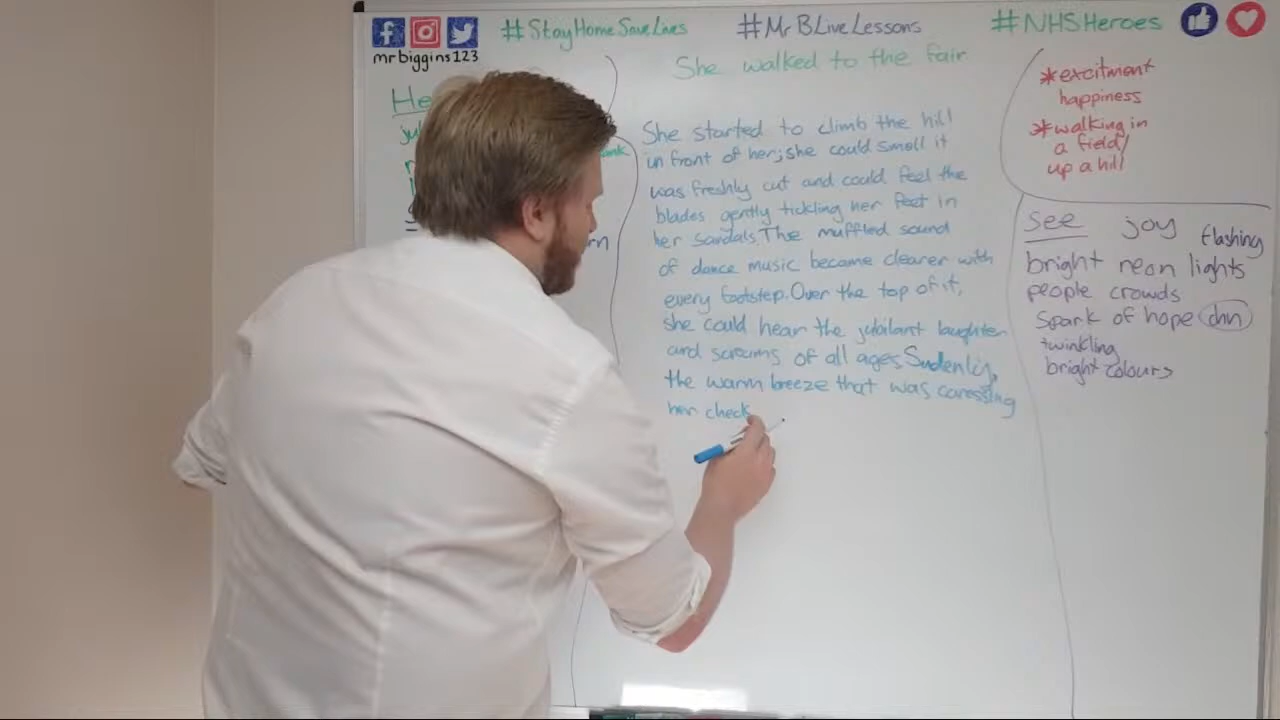 #StayHomeSaveLives
#MrBLiveLessons
#NHSHeroes
mrbiggins123
She walked to the fair
She started to climb the hill
in front of her; she could smell it
was freshly cut and could feel the
blades gently tickling her feet in
her sandals. The muffled sound
of dance music became clearer with
every footstep. Over the top of it,
she could hear the jubilant laughter
and screams of all ages. Suddenly,
the warm breeze that was caressing
her cheek
*excitment
happiness
*walking in
a field/
up a hill
see joy
flashing
bright neon lights
people crowds
spark of hope
twinkling
bright colours